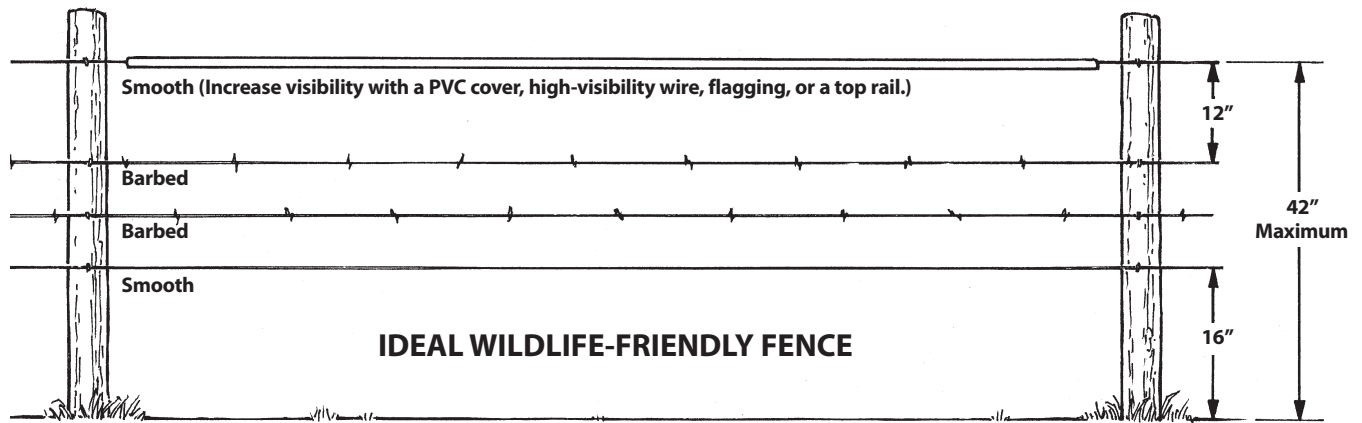 Smooth (Increase visibility with a PVC cover, high-visibility wire, flagging, or a top rail.)
12”
Barbed
Barbed
42”
Maximum
Smooth
16”
IDEAL WILDLIFE-FRIENDLY FENCE